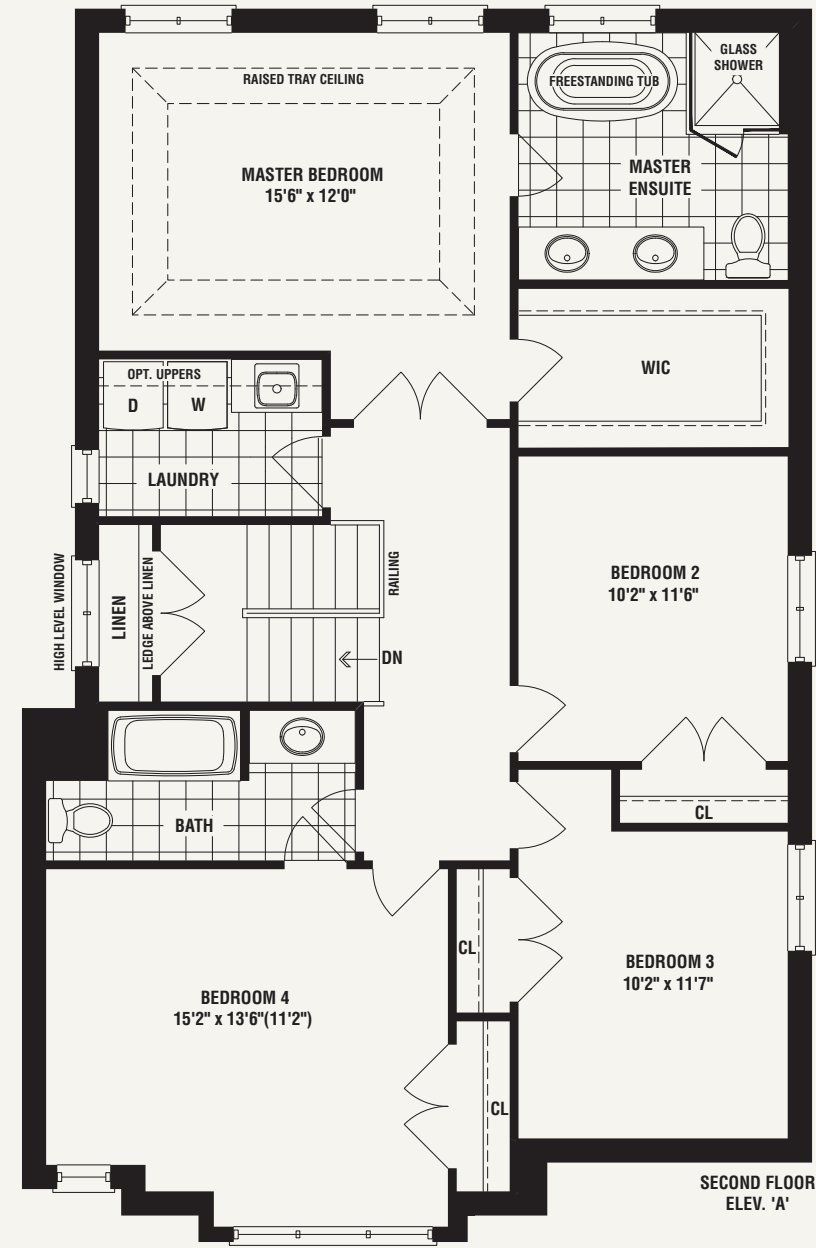 RAISED TRAY CEILING
MASTER BEDROOM
15'6" x 12'0"
FREESTANDING TUB
GLASS
SHOWER
MASTER
ENSUITE
WIC
OPT. UPPERS
D
W
LAUNDRY
HIGH LEVEL WINDOW
LINEN
LEDGE ABOVE LINEN
RAILING
DN
BEDROOM 2
10'2" x 11'6"
CL
BATH
BEDROOM 4
15'2" x 13'6"(11'2")
CL
BEDROOM 3
10'2" x 11'7"
CL
SECOND FLOOR
ELEV. 'A'